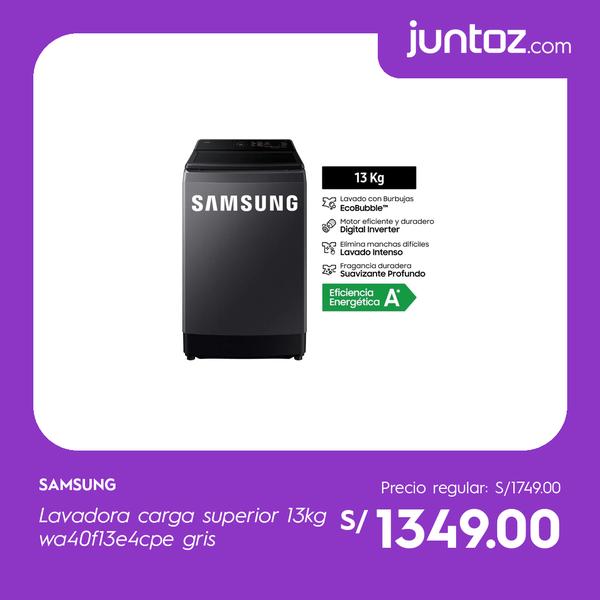 juntoz.com
SAMSUNG
13 Kg
Lavado con Burbujas
EcoBubble™
Motor eficiente y duradero
Digital Inverter
Elimina manchas difíciles
Lavado Intenso
Fragancia duradera
Suavizante Profundo
Eficiencia
Energética A*
SAMSUNG
Lavadora carga superior 13kg
wa40f13e4cpe gris
Precio regular: S/1749.00
S/ 1349.00